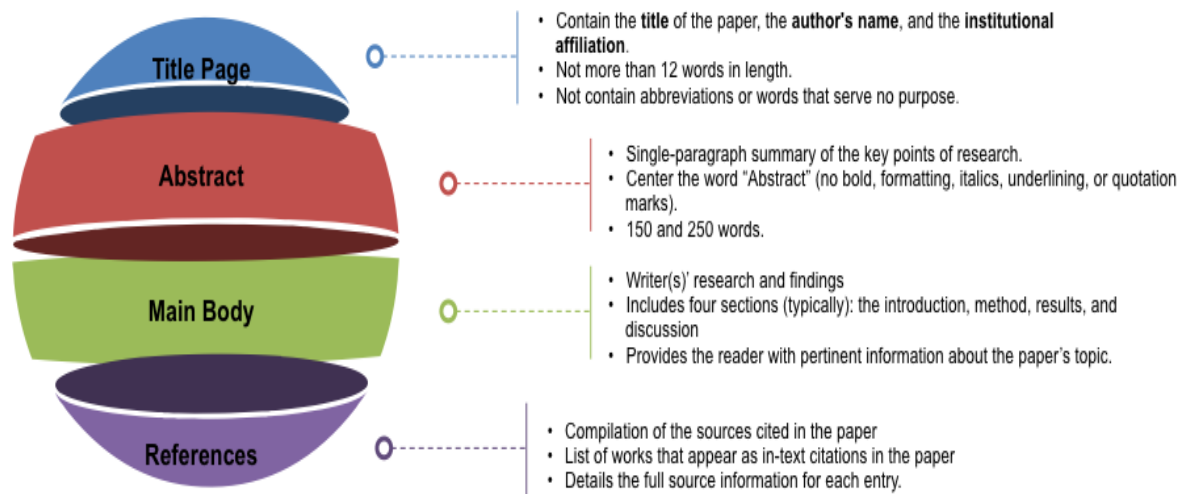 Title Page
• Contain the title of the paper, the author's name, and the institutional
affiliation.
• Not more than 12 words in length.
• Not contain abbreviations or words that serve no purpose.
Abstract
• Single-paragraph summary of the key points of research.
• Center the word “Abstract” (no bold, formatting, italics, underlining, or quotation
marks).
• 150 and 250 words.
Main Body
• Writer(s)’ research and findings
• Includes four sections (typically): the introduction, method, results, and
discussion
• Provides the reader with pertinent information about the paper’s topic.
References
• Compilation of the sources cited in the paper
• List of works that appear as in-text citations in the paper
• Details the full source information for each entry.